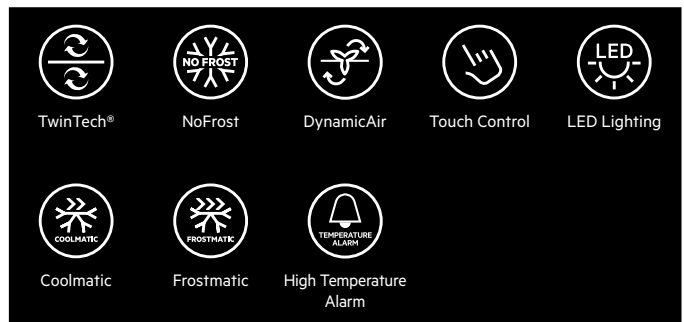 NO FROST
LED
TwinTech® NoFrost DynamicAir Touch Control LED Lighting
COOLMATIC
FROSTMATIC
TEMPERATURE
ALARM
Coolmatic Frostmatic High Temperature
Alarm